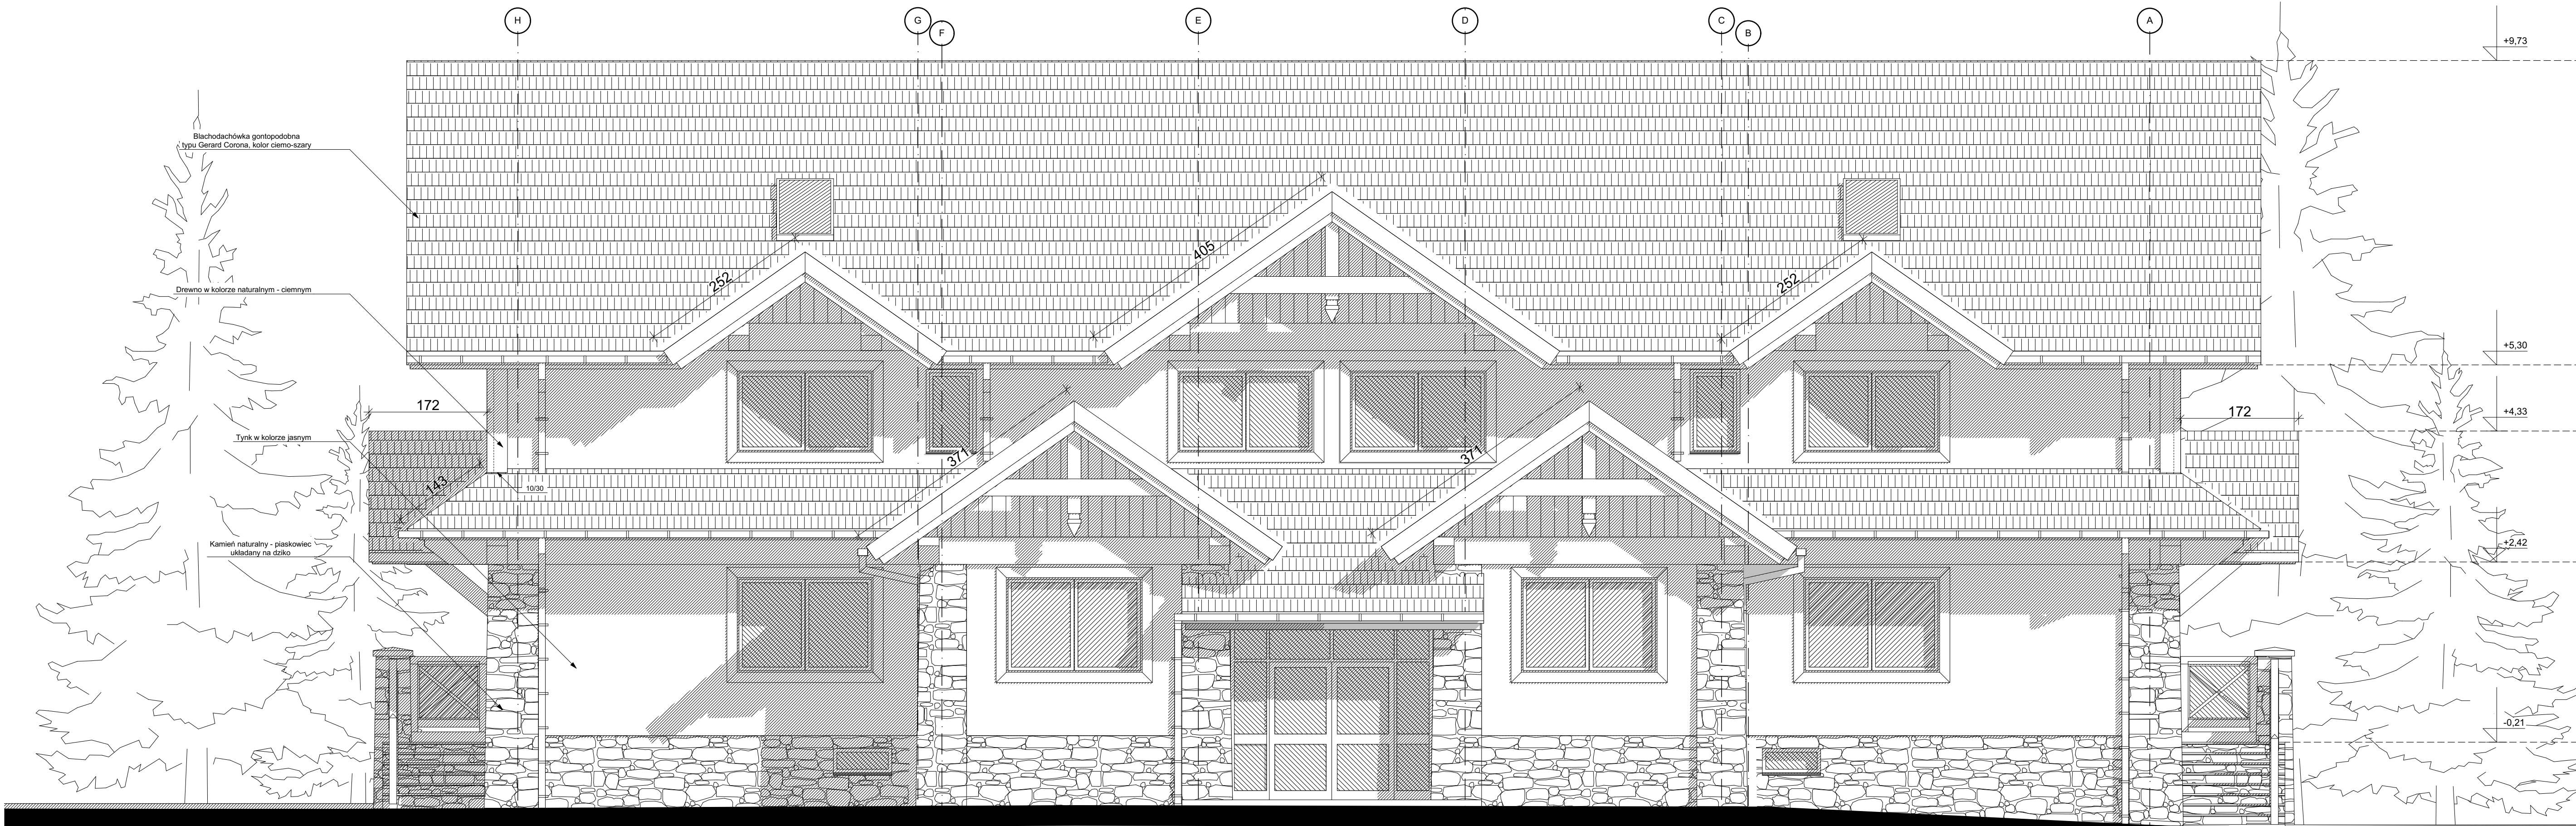 H
G
F
E
D
C
B
A
+9,73
Blachodachówka gontopodobna
typu Gerard Corona, kolor ciemo-szary
252
405
252
Drewno w kolorze naturalnym - ciemnym
+5,30
172
172
+4,33
Tynk w kolorze jasnym
371
371
143
10/30
Kamień naturalny - piaskowiec
układany na dziko
+2,42
-0,21